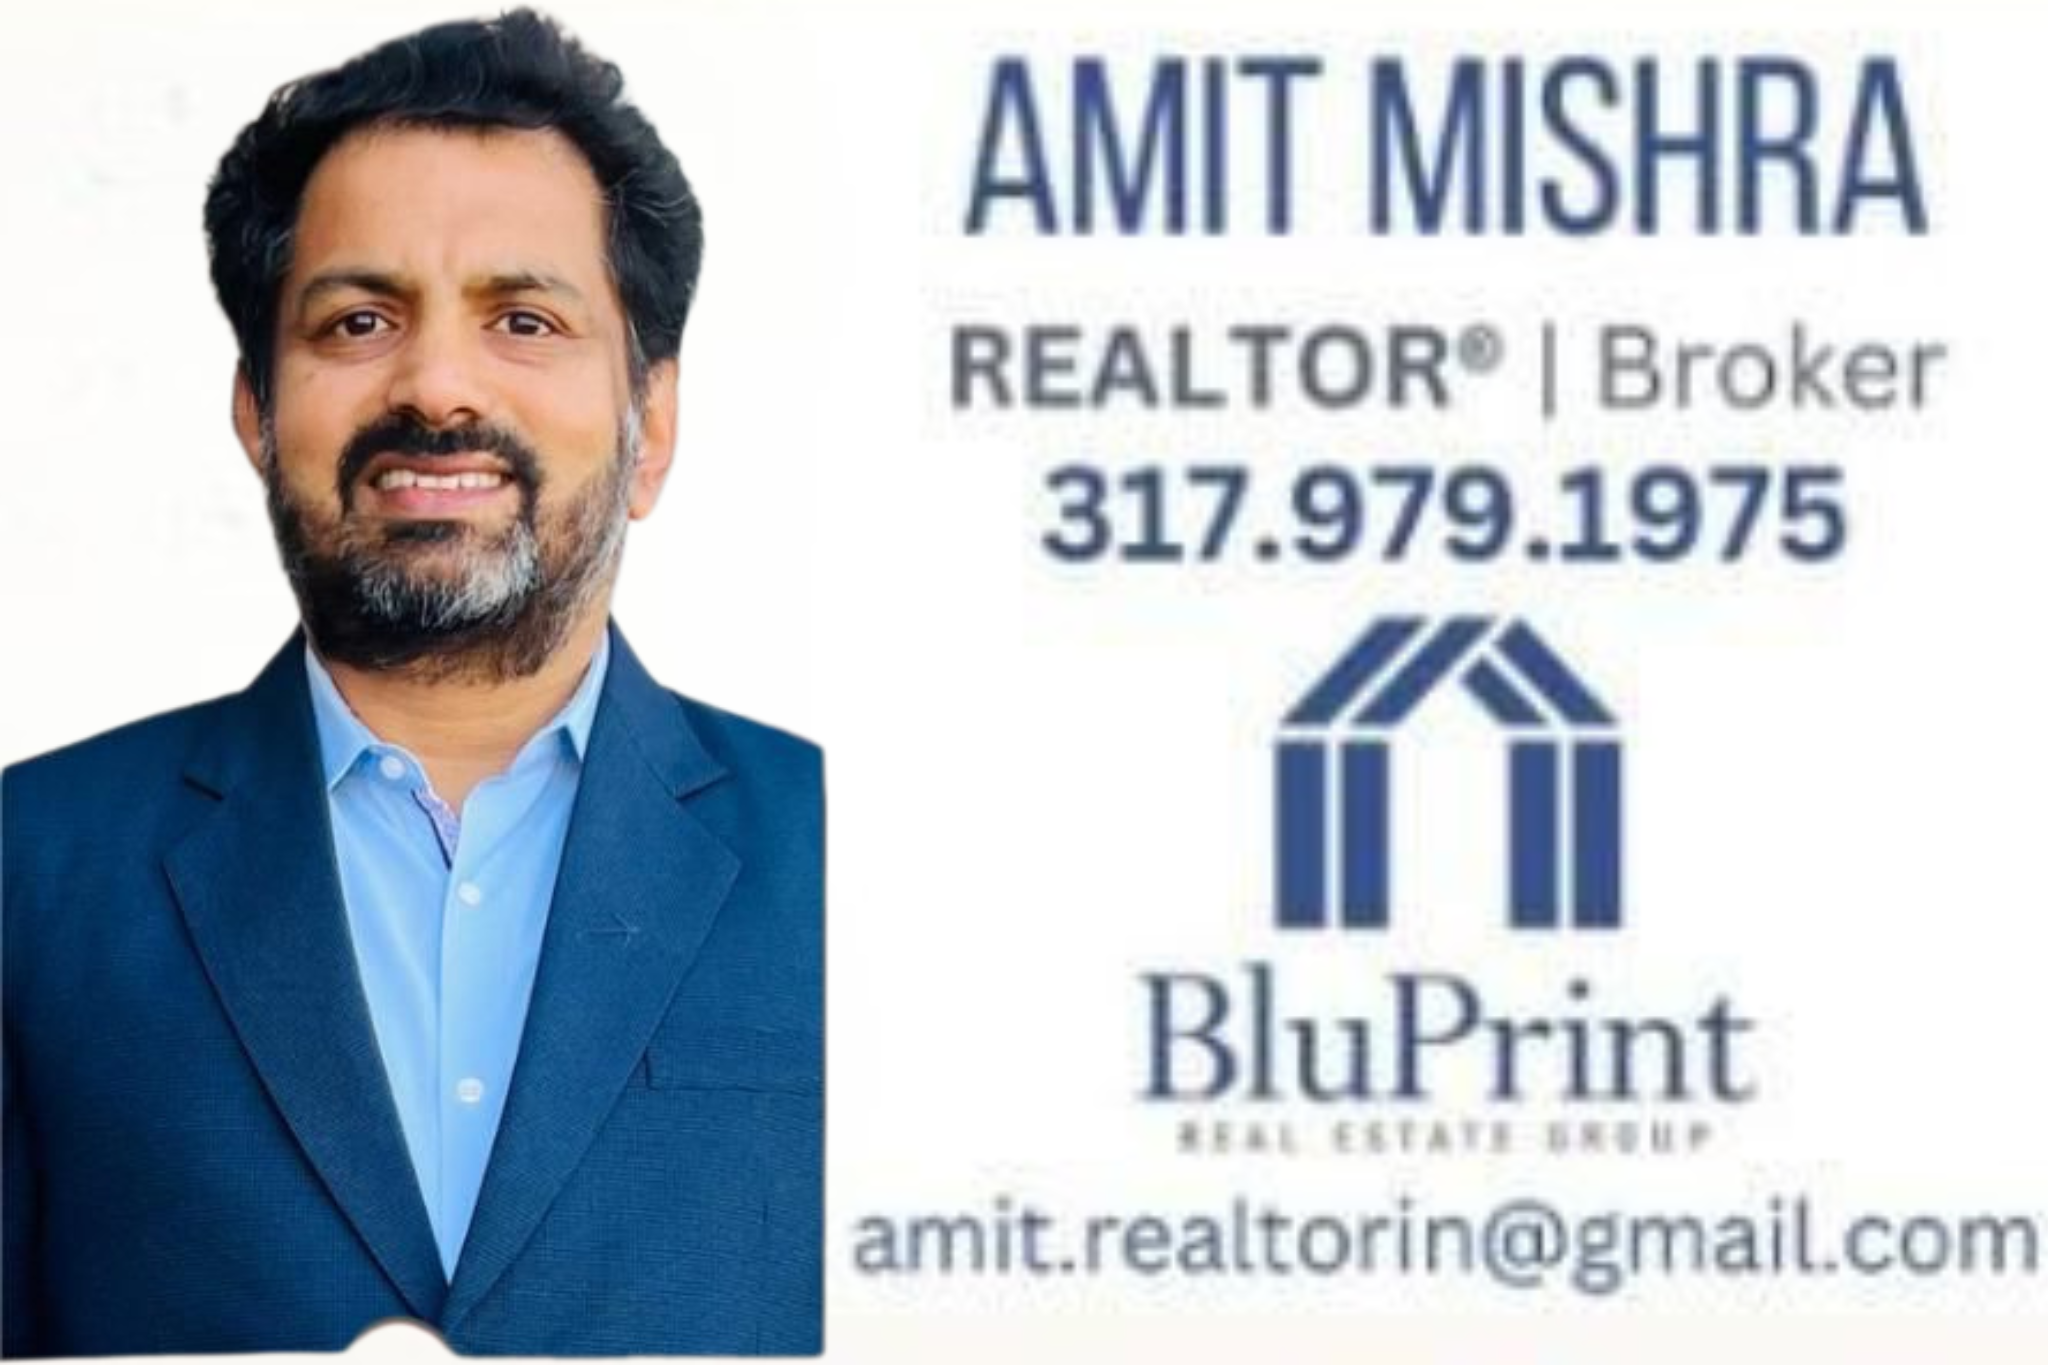 AMIT MISHRA
REALTOR® | Broker
317.979.1975
BluPrint
REAL ESTATE GROUP
amit.realtorin@gmail.com